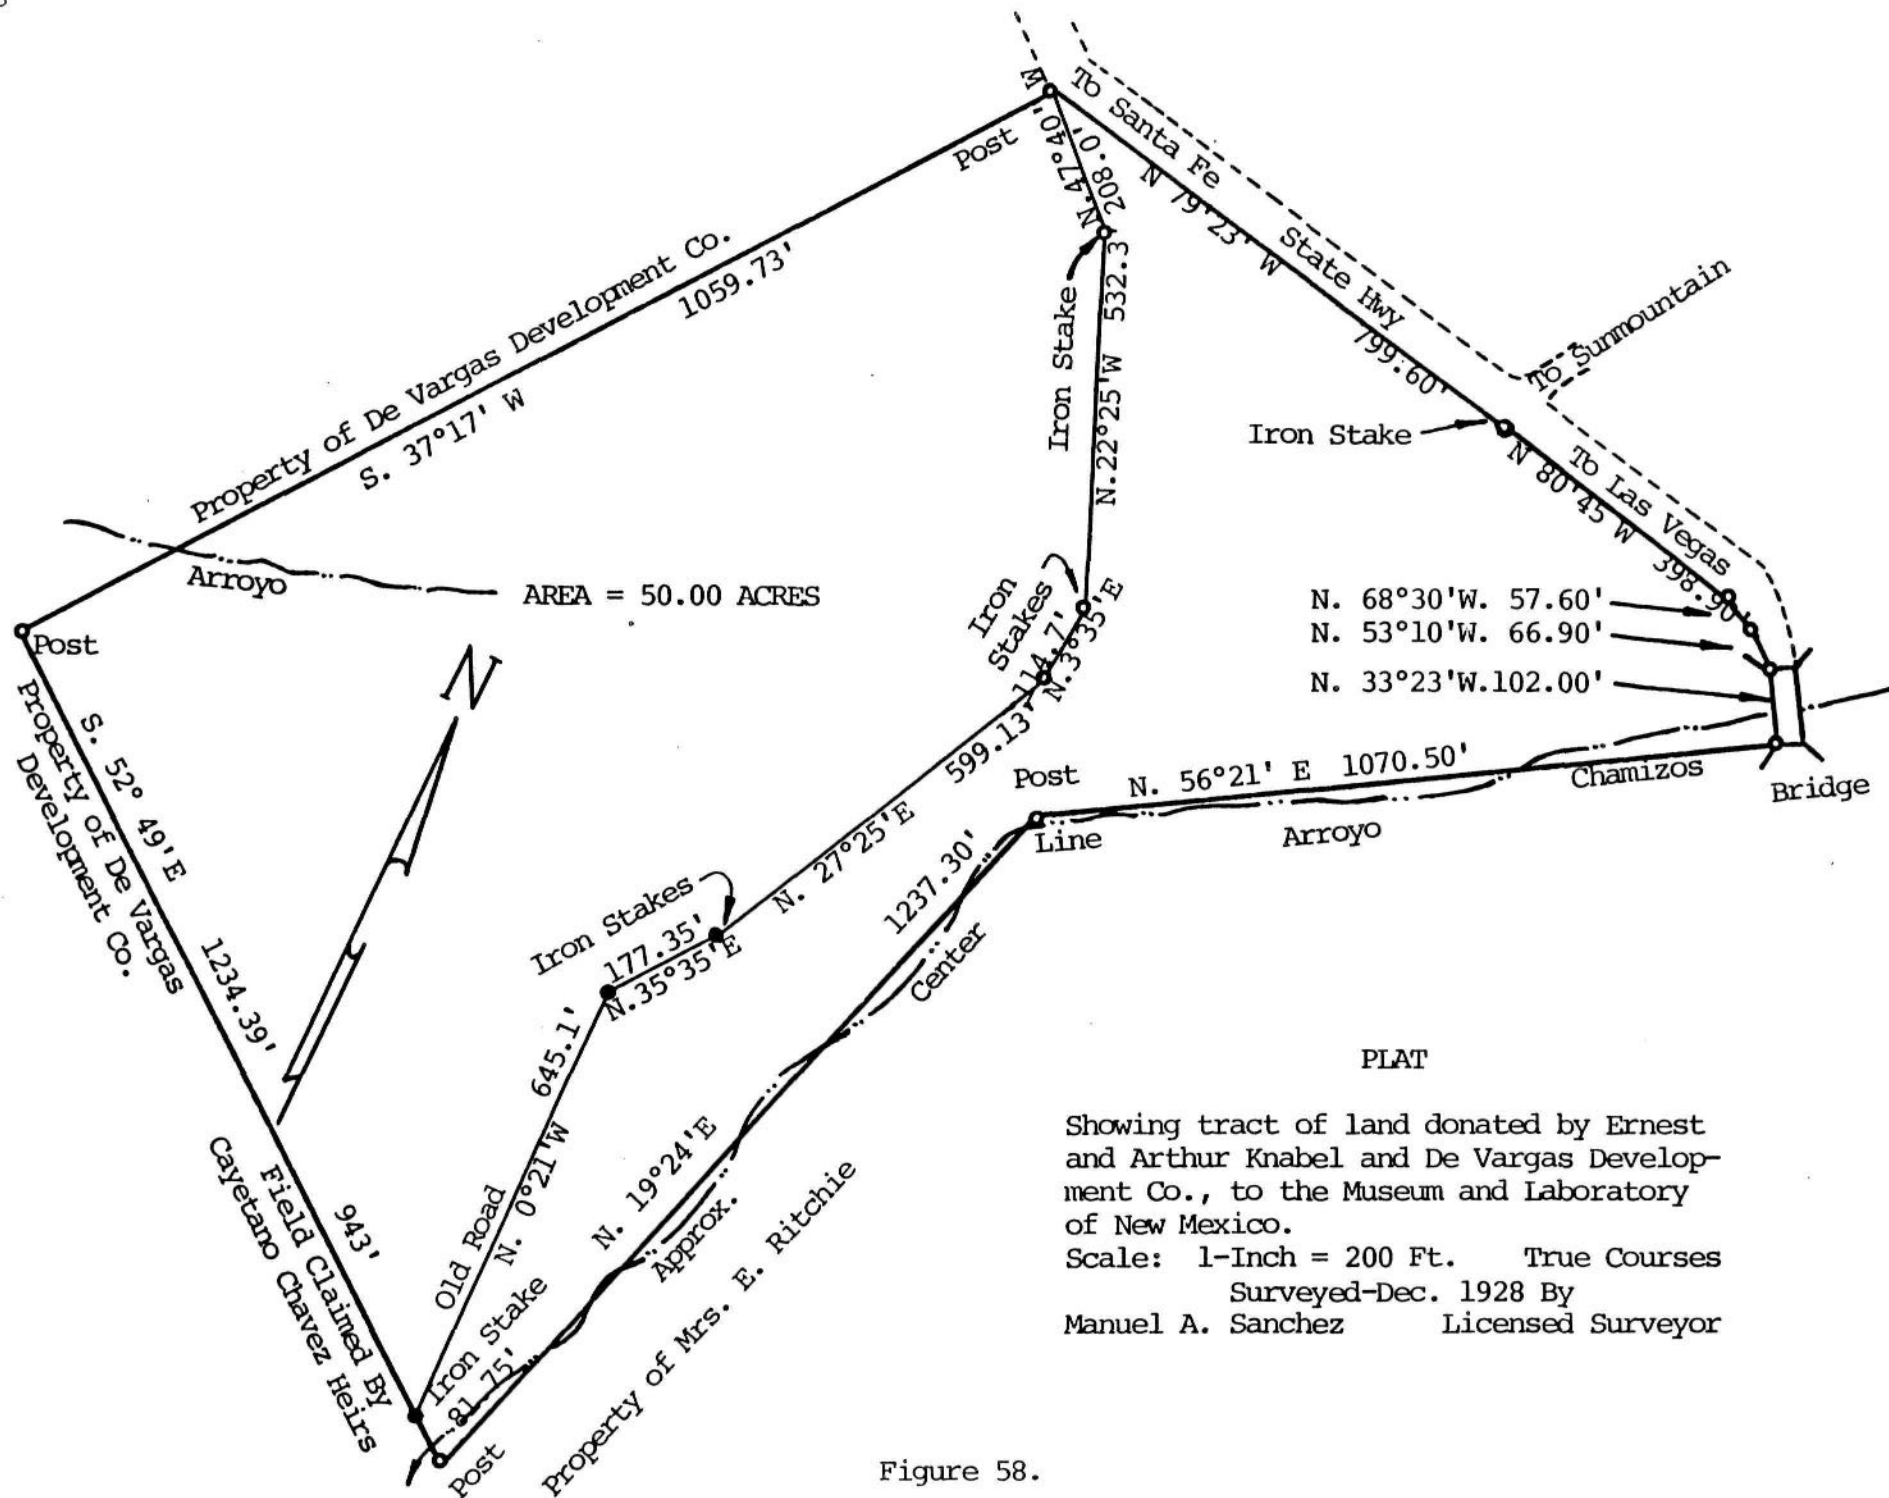 To Santa Fe
State Hwy
N 79°23' W
799.60'
To Sunmountain
Iron Stake
To Las Vegas
N 80°45 W
398.90'
N. 68°30'W. 57.60'
N. 53°10'W. 66.90'
N. 33°23'W.102.00'
Bridge
Chamizos
Arroyo
N. 56°21' E 1070.50'
Post
Line
W
N. 47°40'
208.0'
Post
Iron Stake
N.22°25'W 532.3'
Iron
Stakes
114.7'
N.3°35'E
599.13'
N. 27°25'E
Iron Stakes
177.35'
N.35°35'E
645.1'
N. 0°21'W
Old Road
Iron Stake
81.75'
Post
1237.30'
N. 19°24'E
Center
Approx.
Property of Mrs. E. Ritchie
Property of De Vargas Development Co.
1059.73'
S. 37°17' W
Arroyo
AREA = 50.00 ACRES
Post
S. 52° 49'E
1234.39'
Property of De Vargas
Development Co.
N
943'
Field Claimed By
Cayetano Chavez Heirs
PLAT
Showing tract of land donated by Ernest
and Arthur Knabel and De Vargas Develop-
ment Co., to the Museum and Laboratory
of New Mexico.
Scale: 1-Inch = 200 Ft. True Courses
Surveyed-Dec. 1928 By
Manuel A. Sanchez Licensed Surveyor
Figure 58.